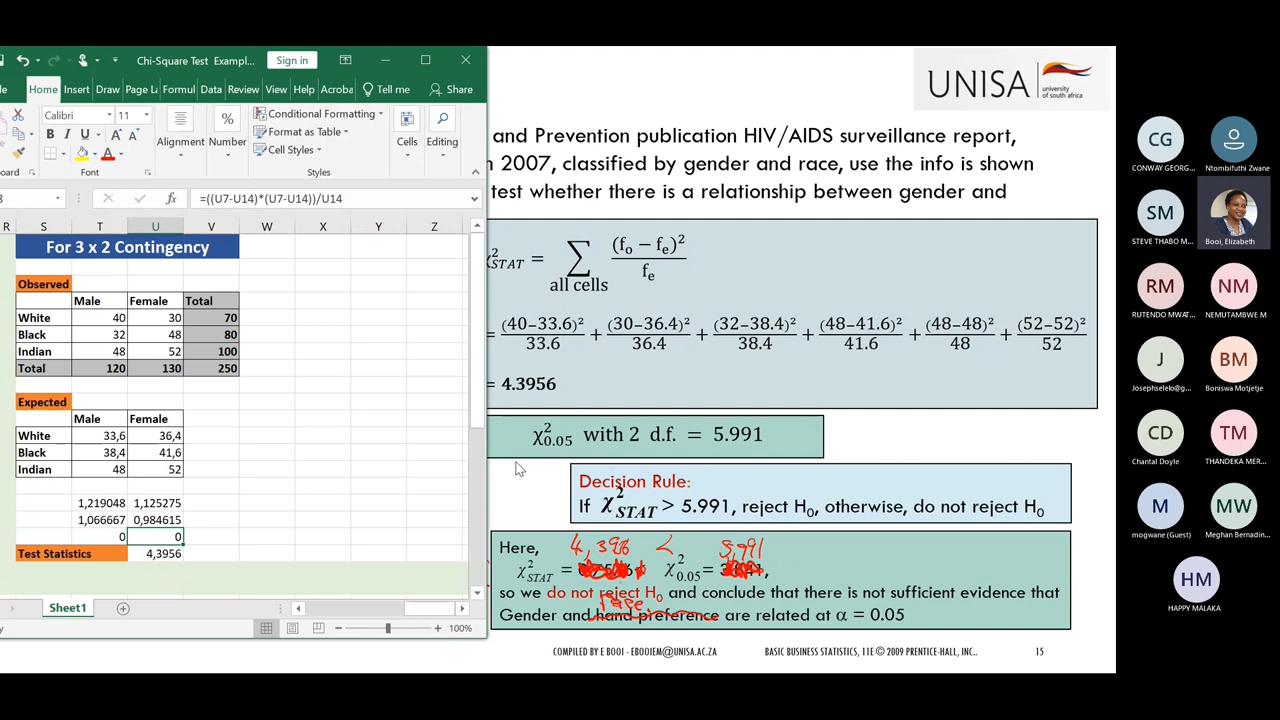 Chi-Square Test Exampl...
Sign in
Home Insert Draw Page L Formul Data Review View Help Acroba Tell me Share
Calibri 11
B I U A A
Alignment
Number
Conditional Formatting
Format as Table
Cell Styles
Styles
Cells
Editing
board
Font
fx =((U7-U14)*(U7-U14))/U14
R S T U V W X Y Z
For 3 x 2 Contingency
Observed
Male Female Total
White 40 30 70
Black 32 48 80
Indian 48 52 100
Total 120 130 250
Expected
Male Female
White 33,6 36,4
Black 38,4 41,6
Indian 48 52
1,219048 1,125275
1,066667 0,984615
0 0
Test Statistics 4,3956
Sheet1
100%
UNISA
university
of south africa
and Prevention publication HIV/AIDS surveillance report,
2007, classified by gender and race, use the info is shown
test whether there is a relationship between gender and
χ²STAT = ∑ all cells (fo − fe)² / fe
= (40−33.6)²/33.6 + (30−36.4)²/36.4 + (32−38.4)²/38.4 + (48−41.6)²/41.6 + (48−48)²/48 + (52−52)²/52
= 4.3956
χ²0.05 with 2 d.f. = 5.991
Decision Rule:
If χ²STAT > 5.991, reject H0, otherwise, do not reject H0
Here, 4,396 < 5,991
χ²STAT = χ²0.05 = ,
so we do not reject H0 and conclude that there is not sufficient evidence that
Race
Gender and hand preference are related at α = 0.05
COMPILED BY E BOOI - EBOOIEM@UNISA.AC.ZA
BASIC BUSINESS STATISTICS, 11E © 2009 PRENTICE-HALL, INC..
15
CG
CONWAY GEORG...
Ntombifuthi Zwane
SM
STEVE THABO M...
Booi, Elizabeth
RM
RUTENDO MWAT...
NM
NEMUTAMBWE M
J
Josephselelo@g...
BM
Boniswa Motjetje
CD
Chantal Doyle
TM
THANDEKA MER...
M
mogwane (Guest)
MW
Meghan Bernadin...
HM
HAPPY MALAKA